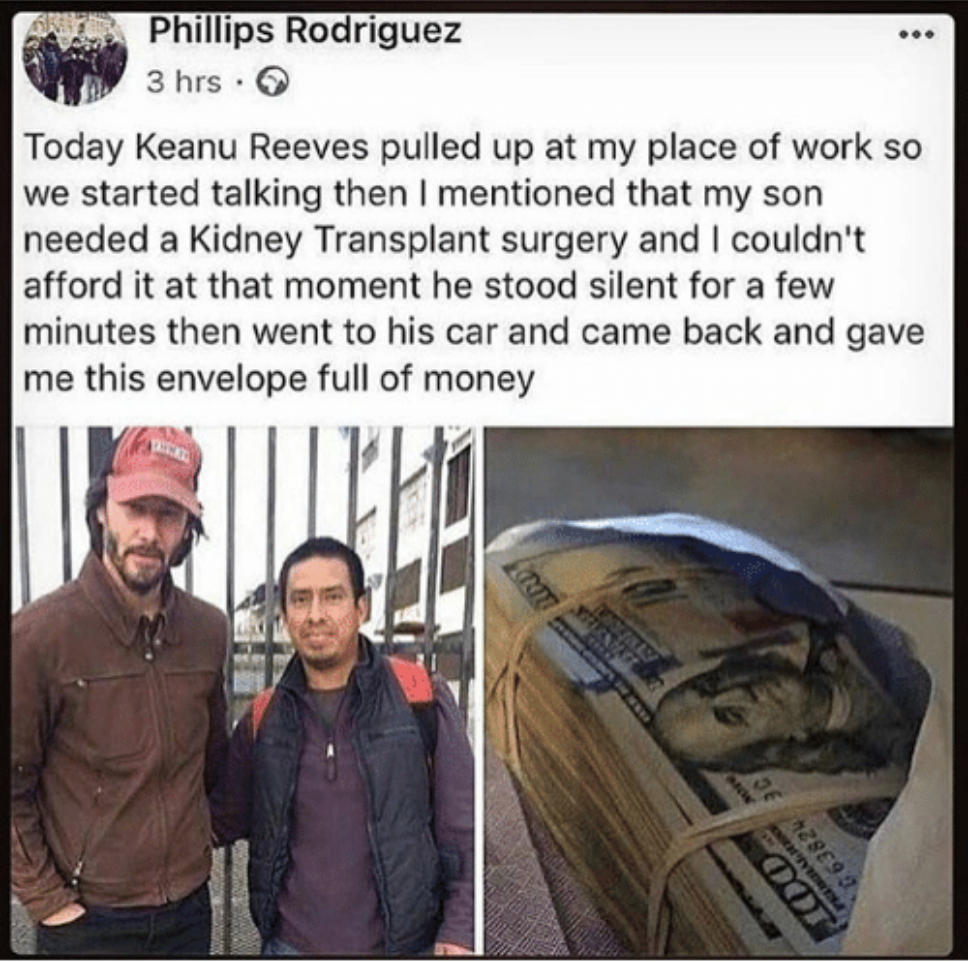 Phillips Rodriguez
3 hrs ·
Today Keanu Reeves pulled up at my place of work so
we started talking then I mentioned that my son
needed a Kidney Transplant surgery and I couldn't
afford it at that moment he stood silent for a few
minutes then went to his car and came back and gave
me this envelope full of money
100